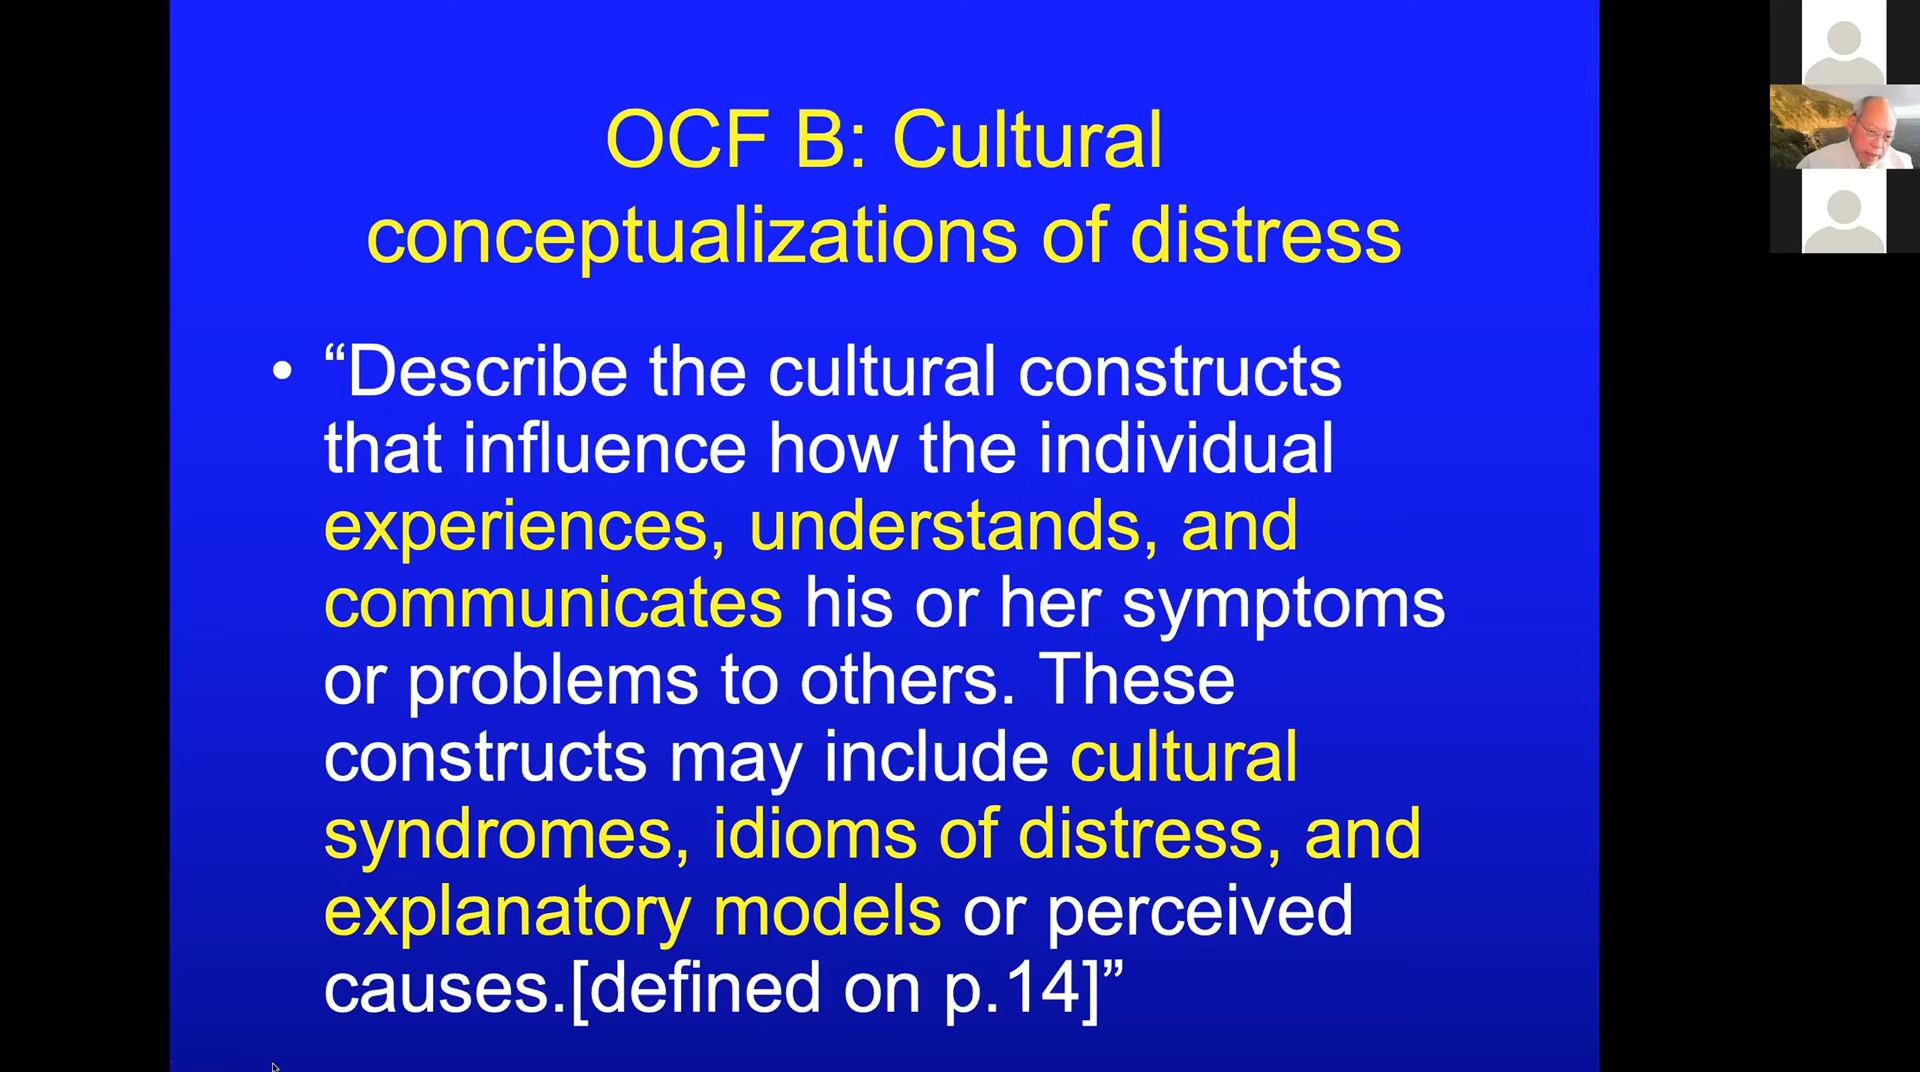 OCF B: Cultural
conceptualizations of distress
• “Describe the cultural constructs
that influence how the individual
experiences, understands, and
communicates his or her symptoms
or problems to others. These
constructs may include cultural
syndromes, idioms of distress, and
explanatory models or perceived
causes.[defined on p.14]”